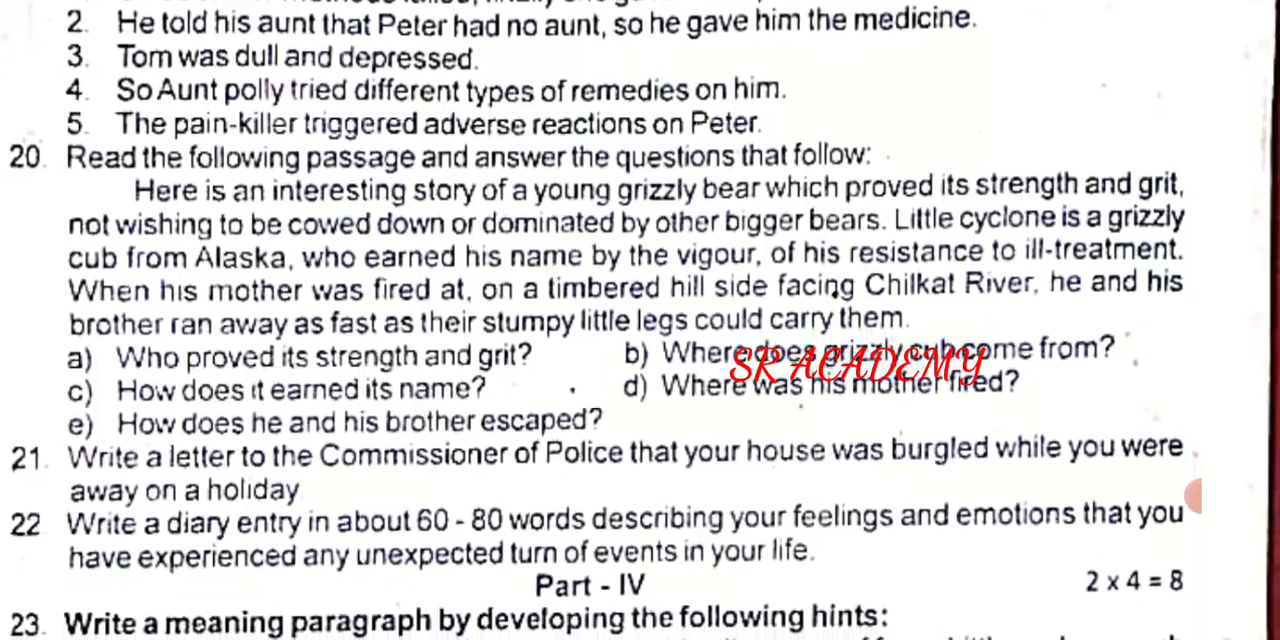 2. He told his aunt that Peter had no aunt, so he gave him the medicine.
3. Tom was dull and depressed.
4. So Aunt polly tried different types of remedies on him.
5. The pain-killer triggered adverse reactions on Peter.
20. Read the following passage and answer the questions that follow:
Here is an interesting story of a young grizzly bear which proved its strength and grit,
not wishing to be cowed down or dominated by other bigger bears. Little cyclone is a grizzly
cub from Alaska, who earned his name by the vigour, of his resistance to ill-treatment.
When his mother was fired at, on a timbered hill side facing Chilkat River, he and his
brother ran away as fast as their stumpy little legs could carry them.
a) Who proved its strength and grit? b) Where does grizzly cub come from?
SR ACADEMY
c) How does it earned its name? d) Where was his mother fired?
e) How does he and his brother escaped?
21. Write a letter to the Commissioner of Police that your house was burgled while you were
away on a holiday
22 Write a diary entry in about 60 - 80 words describing your feelings and emotions that you
have experienced any unexpected turn of events in your life.
Part - IV 2 x 4 = 8
23. Write a meaning paragraph by developing the following hints: